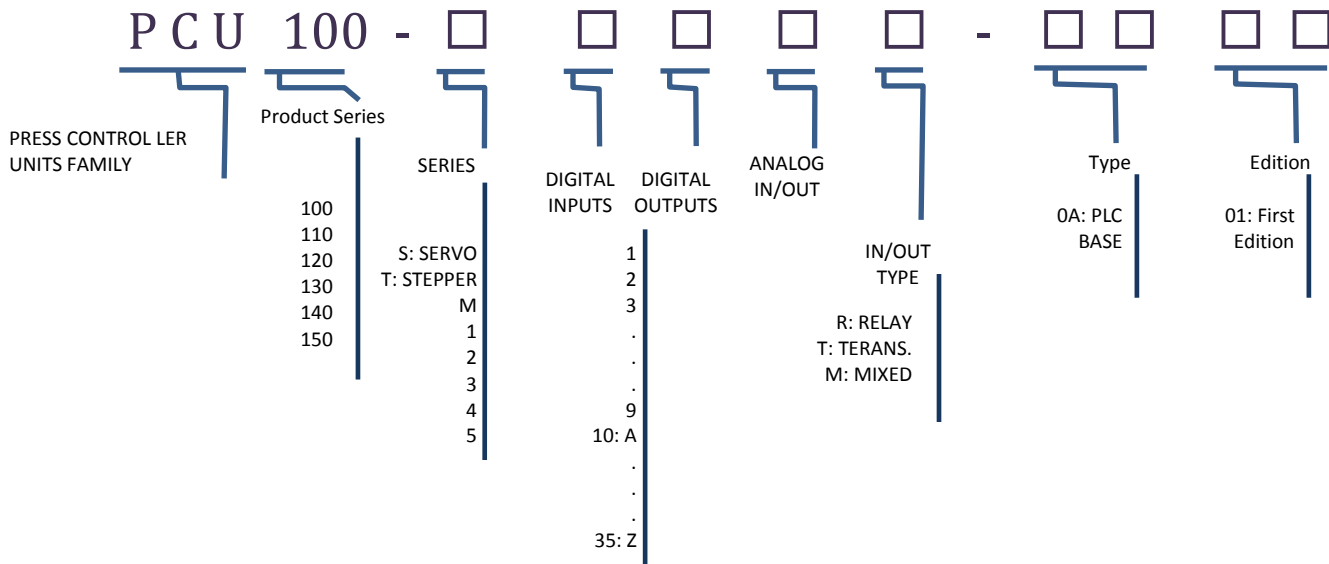 PCU 100 - □ □ □ □ □ - □ □ □ □
PRESS CONTROL LER
UNITS FAMILY
Product Series
100
110
120
130
140
150
SERIES
S: SERVO
T: STEPPER
M
1
2
3
4
5
DIGITAL
INPUTS
DIGITAL
OUTPUTS
1
2
3
.
.
.
9
10: A
.
.
.
35: Z
ANALOG
IN/OUT
IN/OUT
TYPE
R: RELAY
T: TERANS.
M: MIXED
Type
0A: PLC
BASE
Edition
01: First
Edition